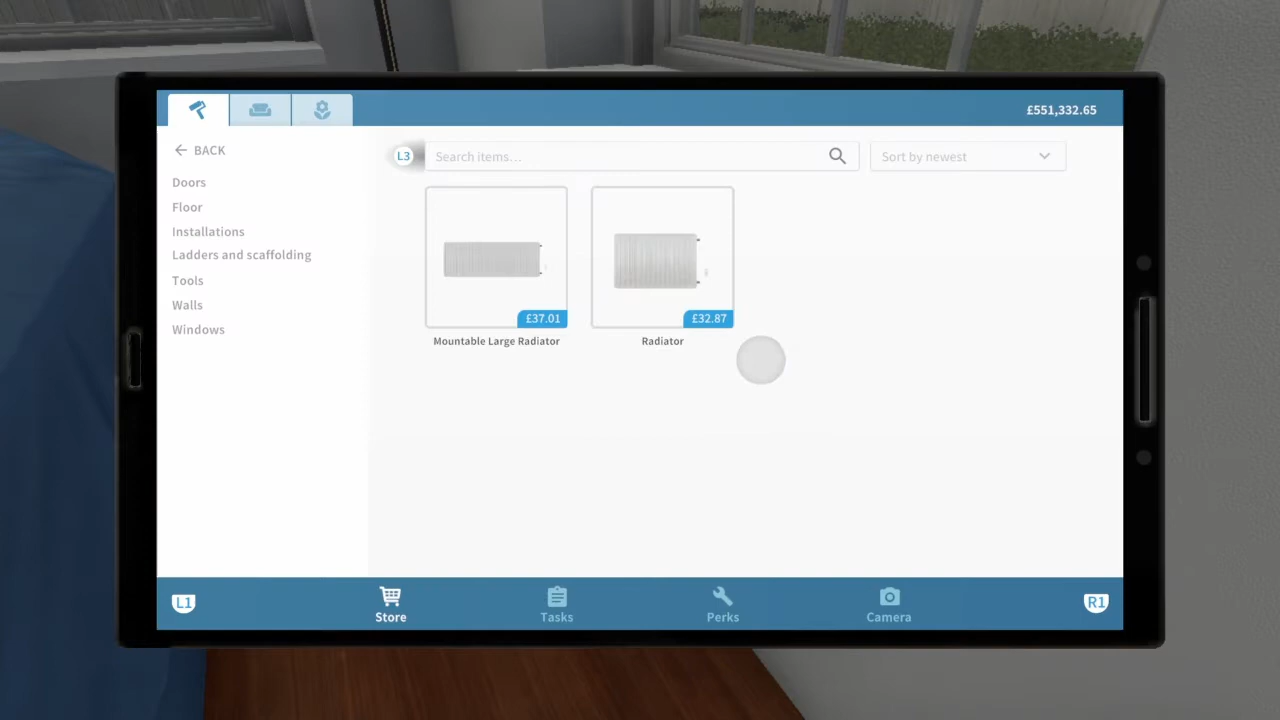 £551,332.65
BACK
L3
Search items...
Sort by newest
Doors
Floor
Installations
Ladders and scaffolding
Tools
Walls
Windows
£37.01
£32.87
Mountable Large Radiator
Radiator
L1
Store
Tasks
Perks
Camera
R1